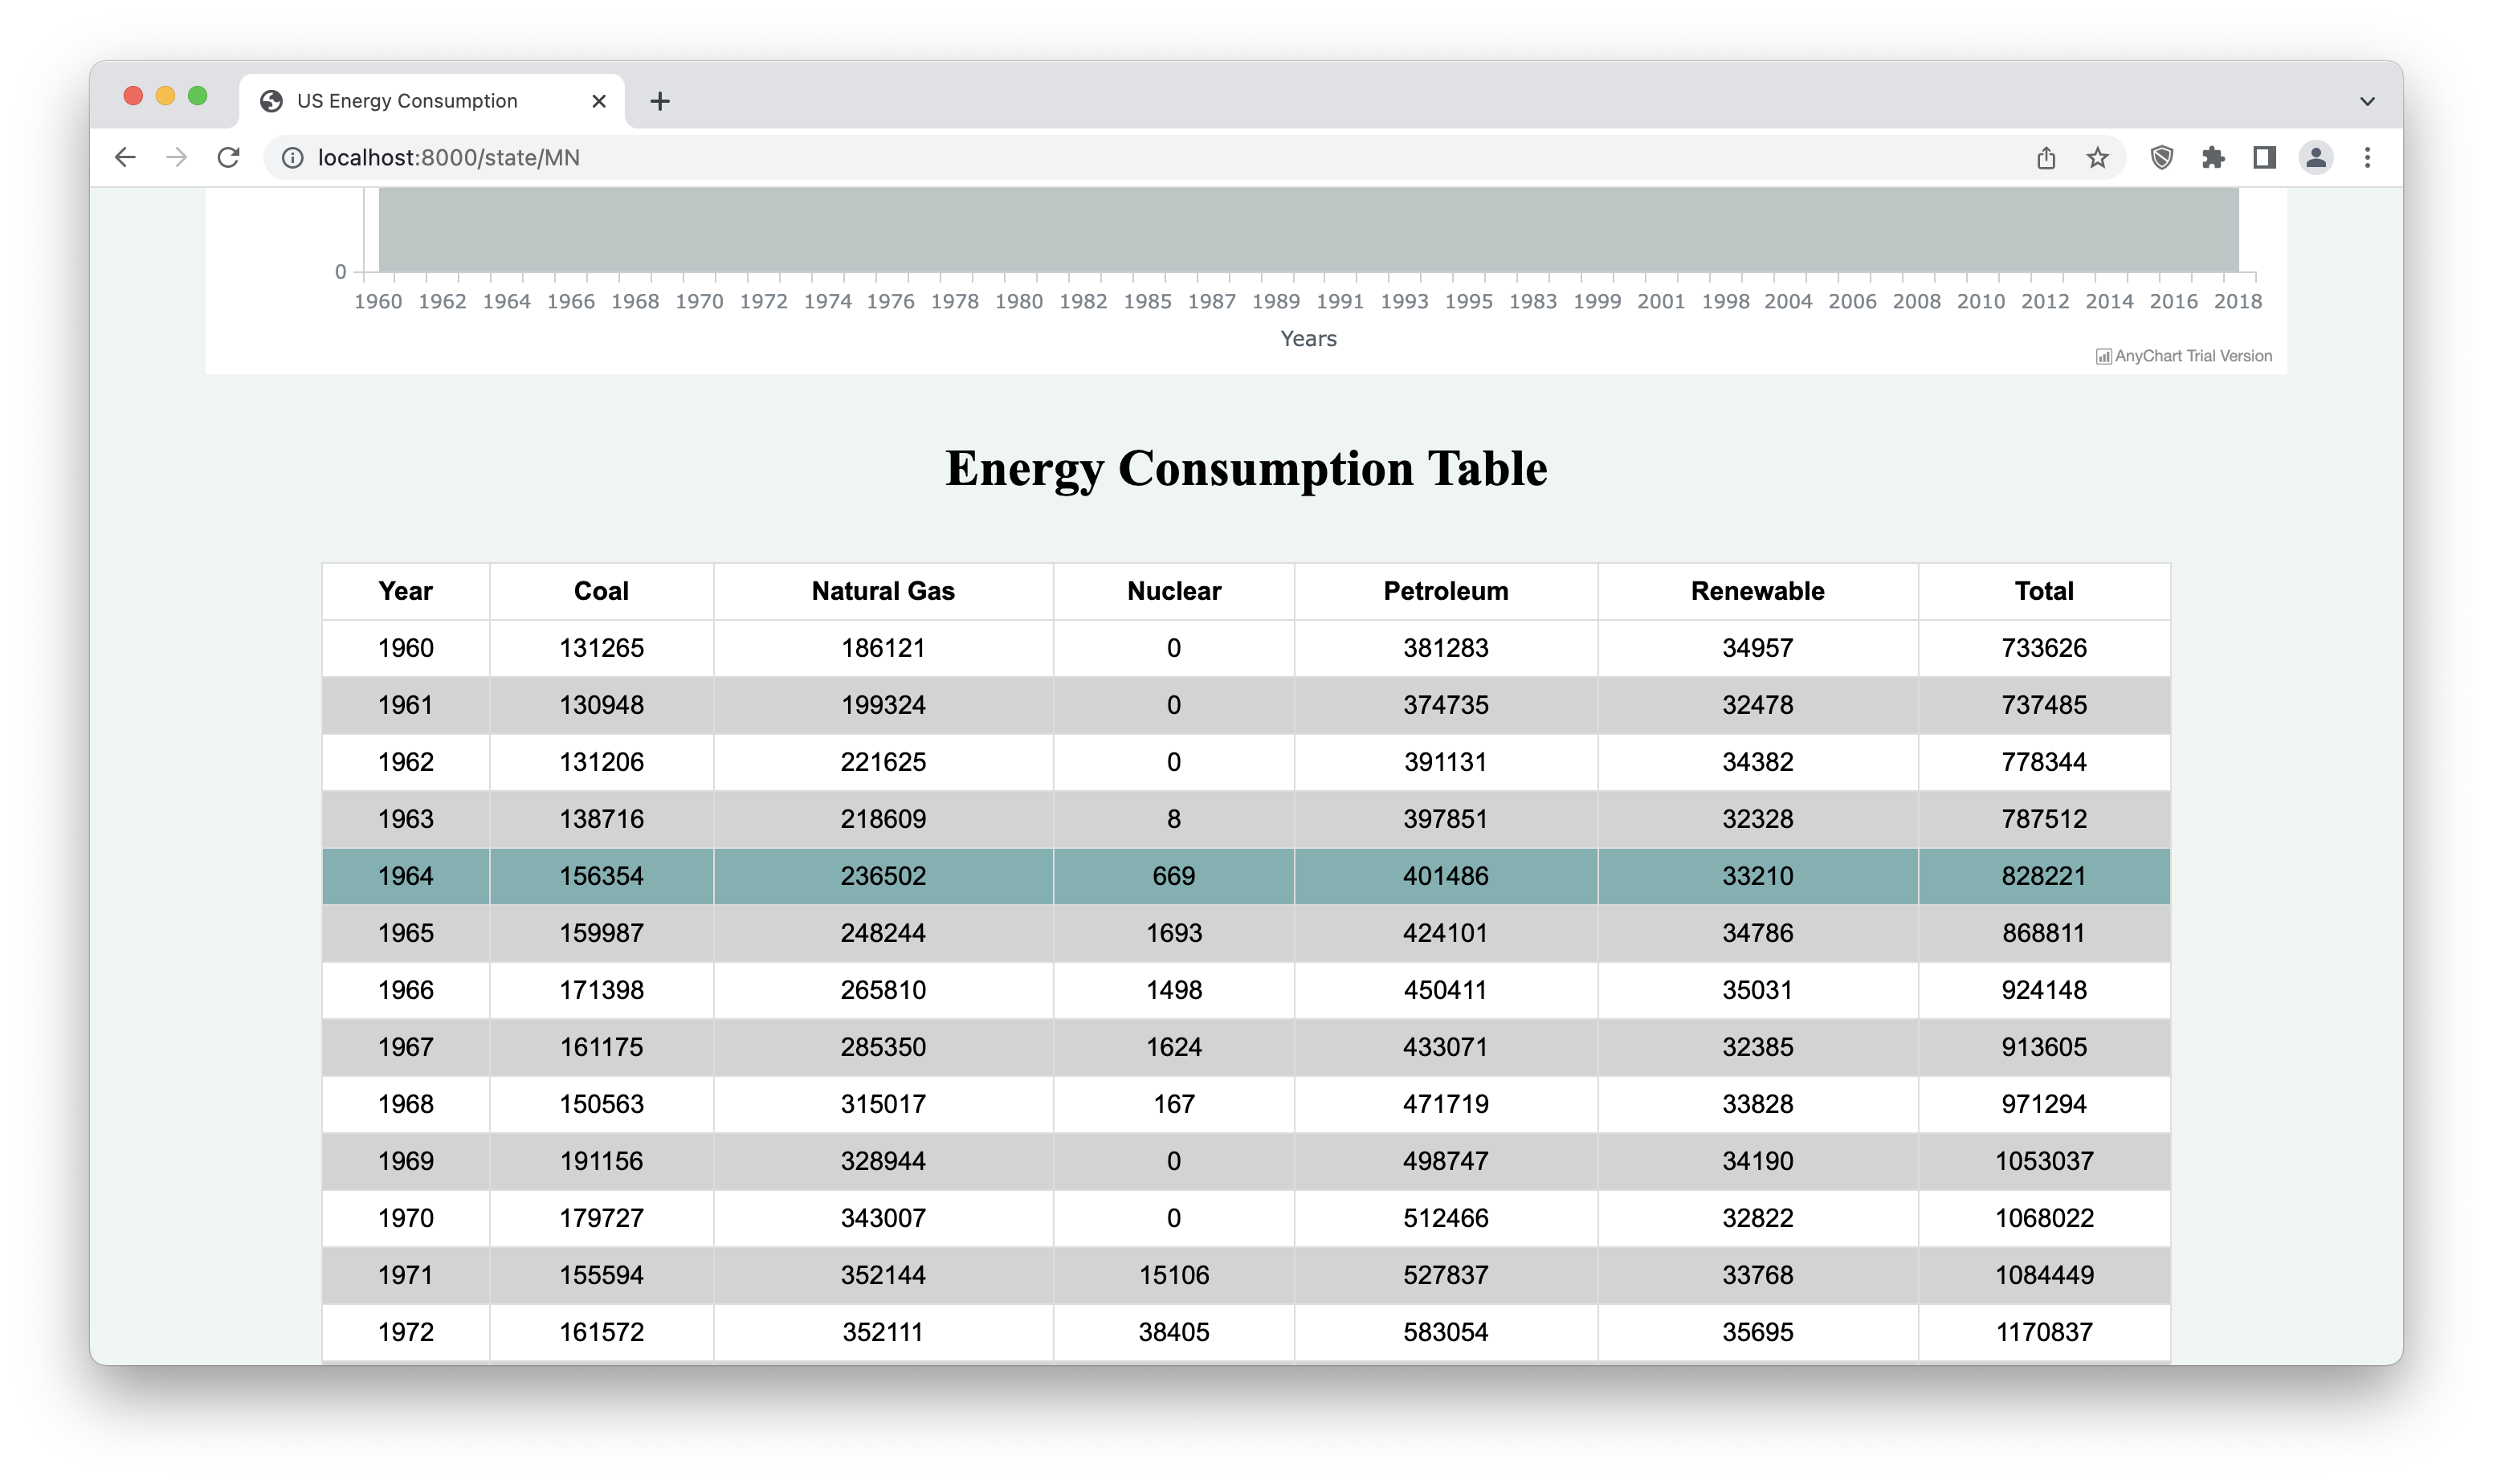 US Energy Consumption
localhost:8000/state/MN
0
1960 1962 1964 1966 1968 1970 1972 1974 1976 1978 1980 1982 1985 1987 1989 1991 1993 1995 1983 1999 2001 1998 2004 2006 2008 2010 2012 2014 2016 2018
Years
AnyChart Trial Version
Energy Consumption Table
Year Coal Natural Gas Nuclear Petroleum Renewable Total
1960 131265 186121 0 381283 34957 733626
1961 130948 199324 0 374735 32478 737485
1962 131206 221625 0 391131 34382 778344
1963 138716 218609 8 397851 32328 787512
1964 156354 236502 669 401486 33210 828221
1965 159987 248244 1693 424101 34786 868811
1966 171398 265810 1498 450411 35031 924148
1967 161175 285350 1624 433071 32385 913605
1968 150563 315017 167 471719 33828 971294
1969 191156 328944 0 498747 34190 1053037
1970 179727 343007 0 512466 32822 1068022
1971 155594 352144 15106 527837 33768 1084449
1972 161572 352111 38405 583054 35695 1170837